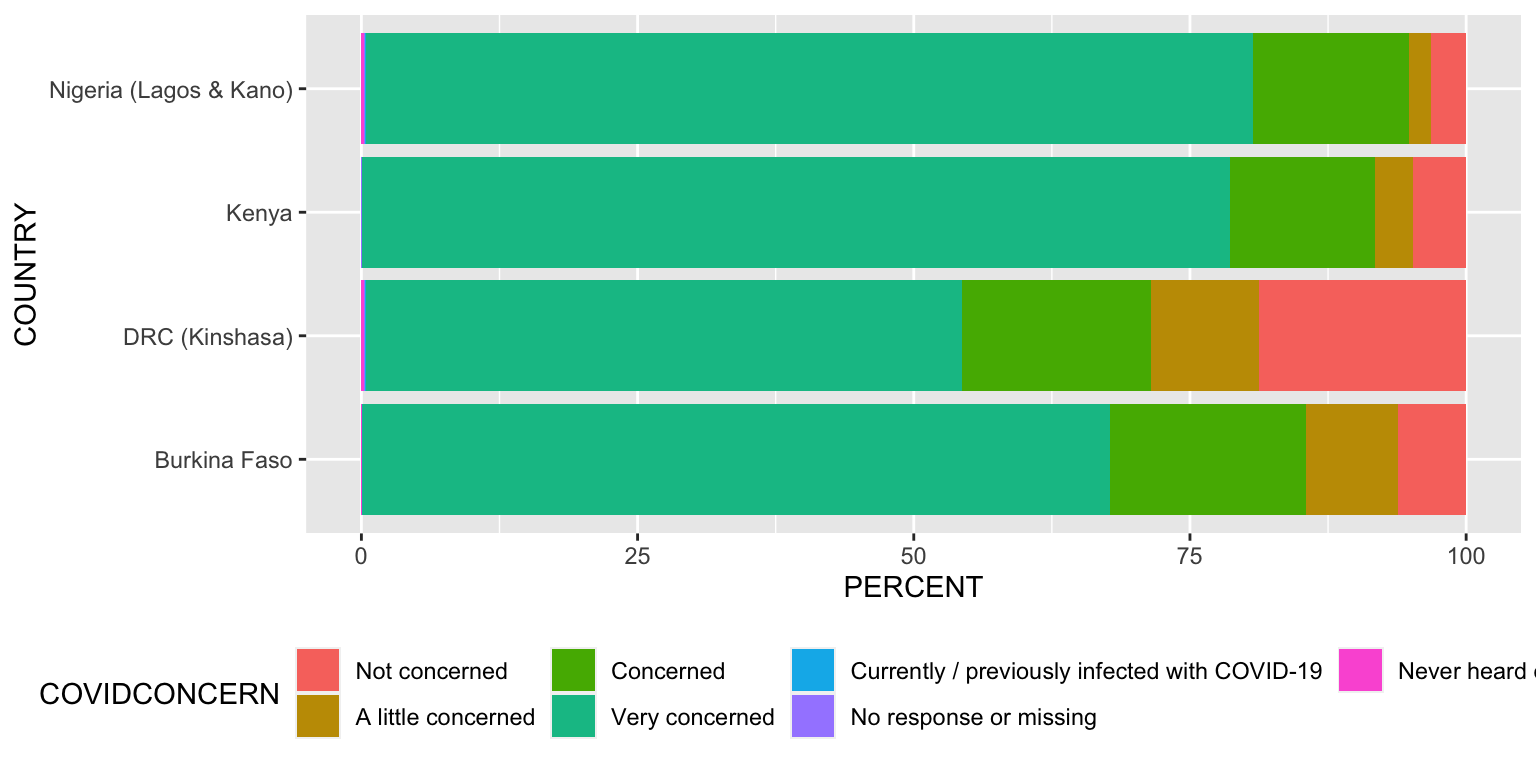 Nigeria (Lagos & Kano)
Kenya
DRC (Kinshasa)
Burkina Faso
COUNTRY
0 25 50 75 100
PERCENT
COVIDCONCERN
Not concerned Concerned Currently / previously infected with COVID-19 Never heard
A little concerned Very concerned No response or missing